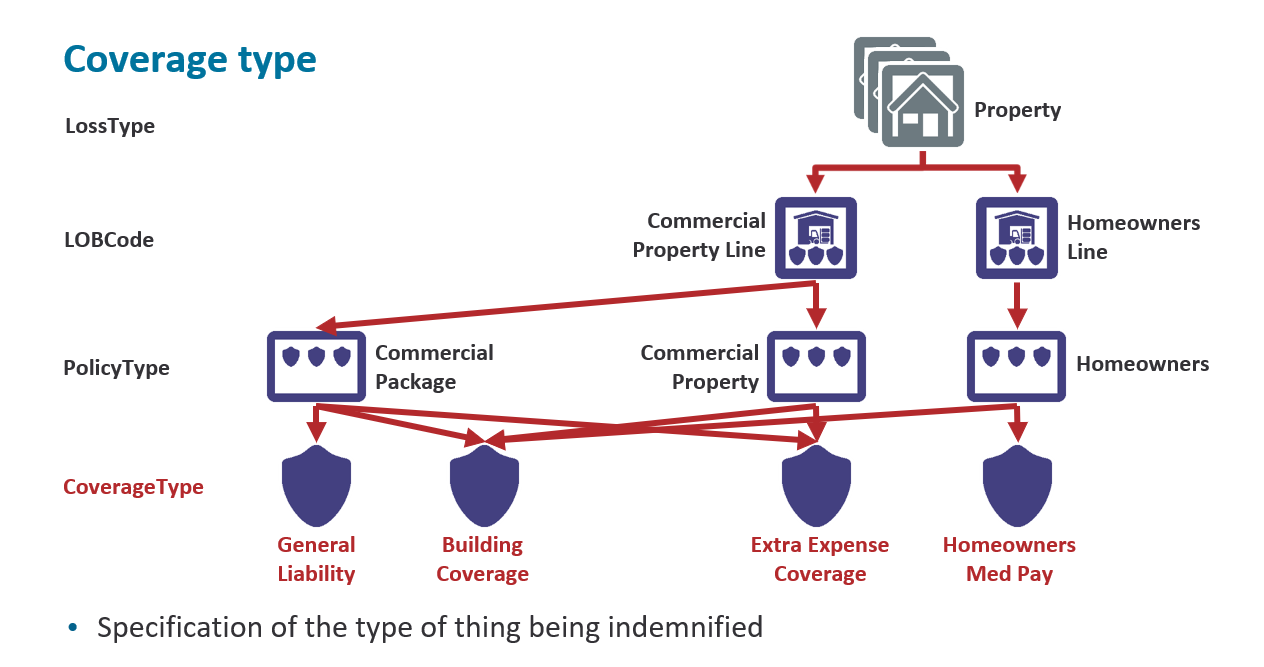 Coverage type
LossType
Property
LOBCode
Commercial
Property Line
Homeowners
Line
PolicyType
Commercial
Package
Commercial
Property
Homeowners
CoverageType
General
Liability
Building
Coverage
Extra Expense
Coverage
Homeowners
Med Pay
• Specification of the type of thing being indemnified